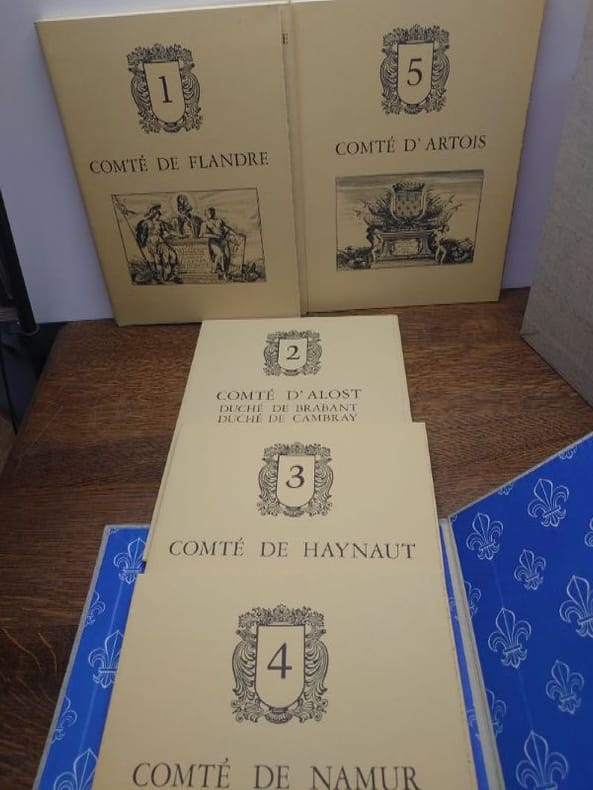 1
COMTÉ DE FLANDRE
5
COMTÉ D'ARTOIS
2
COMTÉ D'ALOST
DUCHÉ DE BRABANT
DUCHÉ DE CAMBRAY
3
COMTÉ DE HAYNAUT
4
COMTÉ DE NAMUR